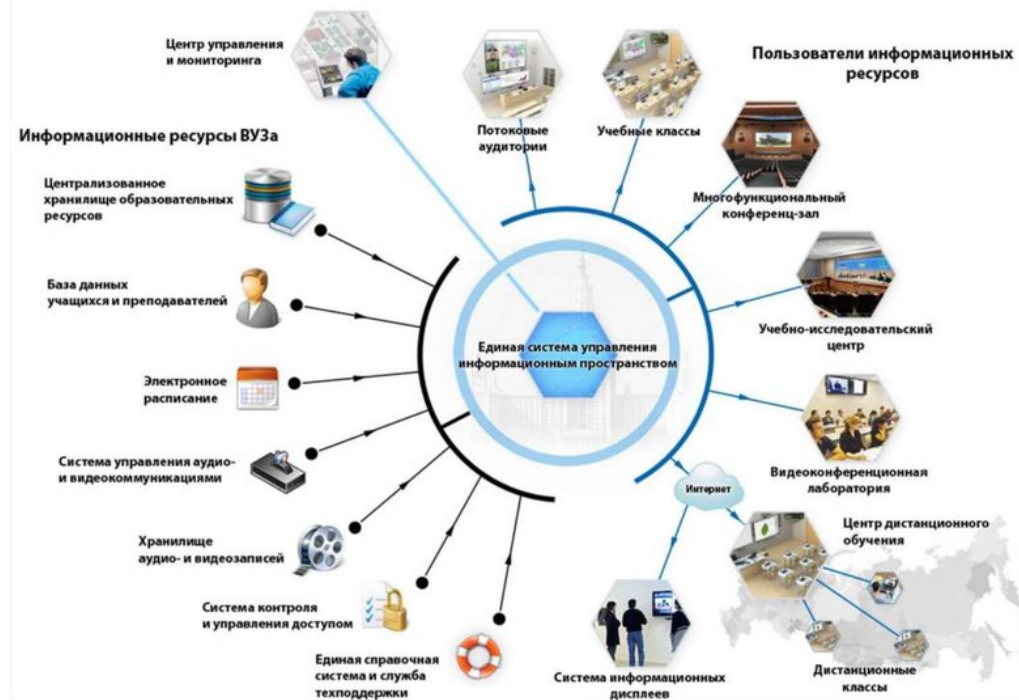 Центр управления
и мониторинга
Пользователи информационных
ресурсов
Потоковые
аудитории
Учебные классы
Информационные ресурсы ВУЗа
Централизованное
хранилище образовательных
ресурсов
Многофункциональный
конференц-зал
База данных
учащихся и преподавателей
Учебно-исследовательский
центр
Единая система управления
информационным пространством
Электронное
расписание
Система управления аудио-
и видеокоммуникациями
Видеоконференционная
лаборатория
Интернет
Хранилище
аудио- и видеозаписей
Центр дистанционного
обучения
Система контроля
и управления доступом
Единая справочная
система и служба
техподдержки
Система информационных
дисплеев
Дистанционные
классы